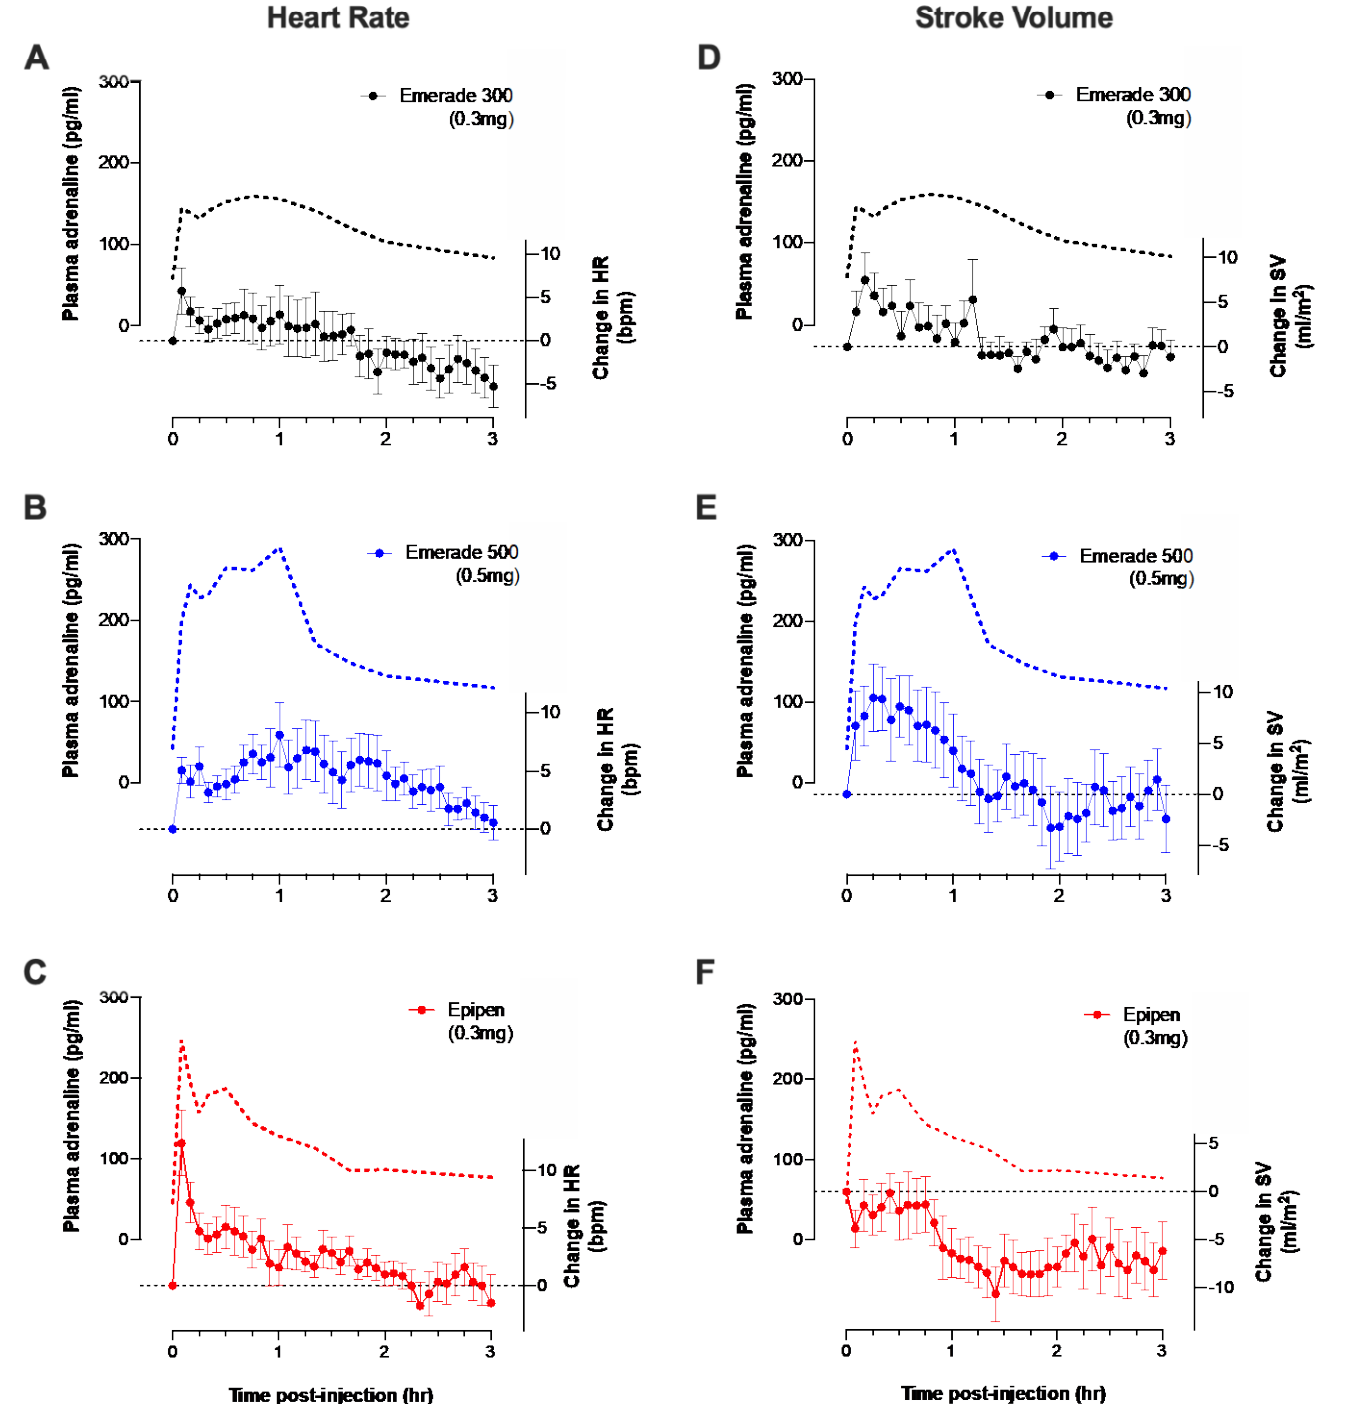 Heart Rate
Stroke Volume
A
Plasma adrenaline (pg/ml)
300
200
100
0
Emerade 300
(0.3mg)
10
5
0
-5
Change in HR
(bpm)
0
1
2
3
D
Plasma adrenaline (pg/ml)
300
200
100
0
Emerade 300
(0.3mg)
10
5
0
-5
Change in SV
(ml/m²)
0
1
2
3
B
Plasma adrenaline (pg/ml)
300
200
100
0
Emerade 500
(0.5mg)
10
5
0
Change in HR
(bpm)
0
1
2
3
E
Plasma adrenaline (pg/ml)
300
200
100
0
Emerade 500
(0.5mg)
10
5
0
-5
Change in SV
(ml/m²)
0
1
2
3
C
Plasma adrenaline (pg/ml)
300
200
100
0
Epipen
(0.3mg)
10
5
0
Change in HR
(bpm)
0
1
2
3
Time post-injection (hr)
F
Plasma adrenaline (pg/ml)
300
200
100
0
Epipen
(0.3mg)
5
0
-5
-10
Change in SV
(ml/m²)
0
1
2
3
Time post-injection (hr)